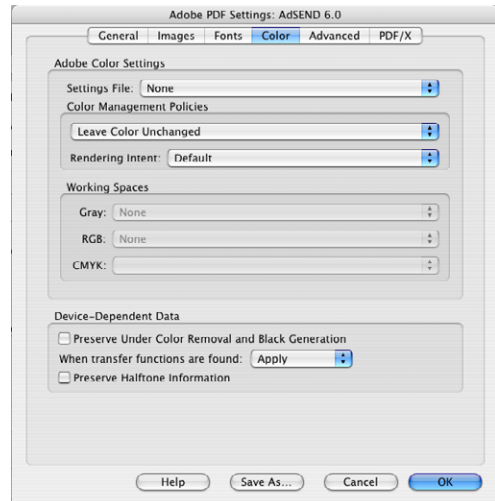 Adobe PDF Settings: AdSEND 6.0
General Images Fonts Color Advanced PDF/X
Adobe Color Settings
Settings File: None
Color Management Policies
Leave Color Unchanged
Rendering Intent: Default
Working Spaces
Gray: None
RGB: None
CMYK:
Device-Dependent Data
Preserve Under Color Removal and Black Generation
When transfer functions are found: Apply
Preserve Halftone Information
Help Save As... Cancel OK